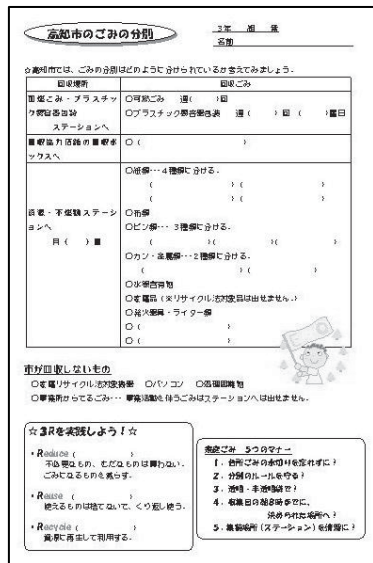 高知市のごみの分別
3年 組 番
名前
☆高知市では、ごみの分別はどのように分けられているか考えてみましょう。
回収場所 回収ごみ
可燃ごみ・プラスチック製容器包装
ステーションへ
○可燃ごみ 週( )回
○プラスチック製容器包装 週( )回 ( )曜日
ボックスへ
○( )
資源・不燃物ステーションへ
月( )回
○紙類…4種類に分ける。
( )( )
( )( )
○布類
○ビン類…3種類に分ける。
( )( )( )
○カン・金属類…2種類に分ける。
( )( )
○水銀含有物
○家電品(※リサイクル法対象品は出せません。)
○発火器具・ライター類
○( )
○( )
市が回収しないもの
○家電リサイクル法対象機器 ○パソコン ○処理困難物
○事業所からでるごみ…事業活動を伴うごみはステーションへは出せません。
☆3Rを実践しよう!☆
・Reduce ( )
不必要なもの、むだなものは買わない。
ごみになるものを減らす。
・Reuse ( )
使えるものは捨てないで、くり返し使う。
・Recycle ( )
資源に再生して利用する。
家庭ごみ 5つのマナー
1.台所ごみの水切りを忘れずに?
2.分別のルールを守る?
3.透明・半透明袋で?
4.収集日の朝8時までに、
決められた場所へ?
5.集積場所(ステーション)を清潔に?